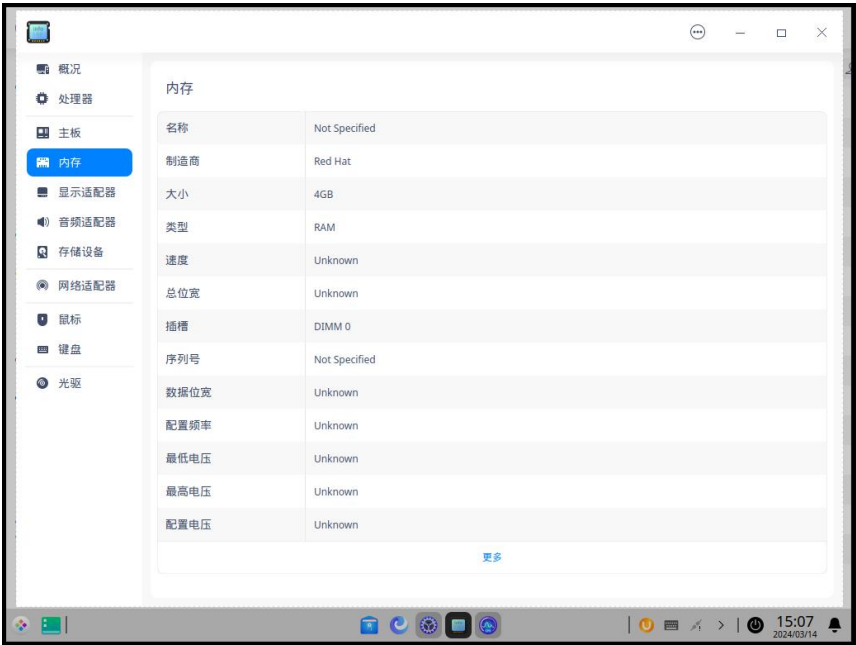 概况
处理器
主板
内存
显示适配器
音频适配器
存储设备
网络适配器
鼠标
键盘
光驱
内存
名称 Not Specified
制造商 Red Hat
大小 4GB
类型 RAM
速度 Unknown
总位宽 Unknown
插槽 DIMM 0
序列号 Not Specified
数据位宽 Unknown
配置频率 Unknown
最低电压 Unknown
最高电压 Unknown
配置电压 Unknown
更多
15:07
2024/03/14